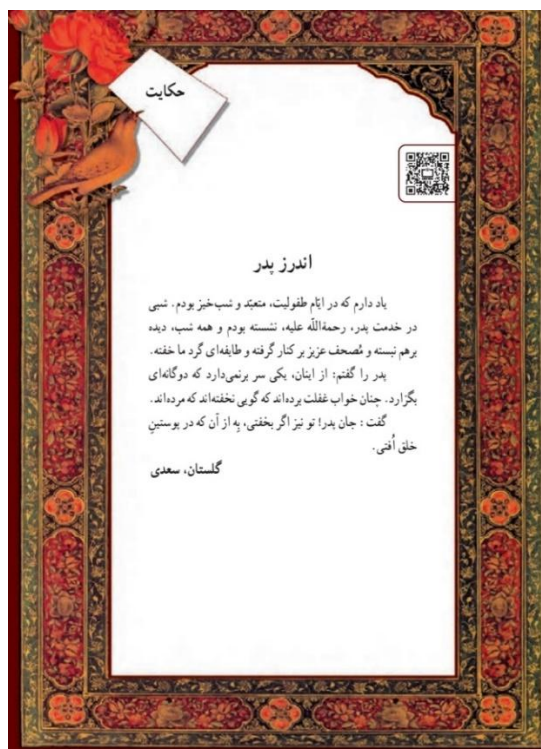 حکایت
اندرز پدر
یاد دارم که در ایّام طفولیت، متعبّد و شب‌خیز بودم. شبی
در خدمت پدر، رحمةاللّه علیه، نشسته بودم و همه شب، دیده
برهم نبسته و مُصحف عزیز بر کنار گرفته و طایفه‌ای گرد ما خفته.
پدر را گفتم: از اینان، یکی سر برنمی‌دارد که دوگانه‌ای
بگزارد. چنان خواب غفلت برده‌اند که گویی نخفته‌اند که مرده‌اند.
گفت : جان پدر! تو نیز اگر بخفتی، بِه از آن که در پوستینِ
خلق اُفتی.
گلستان، سعدی